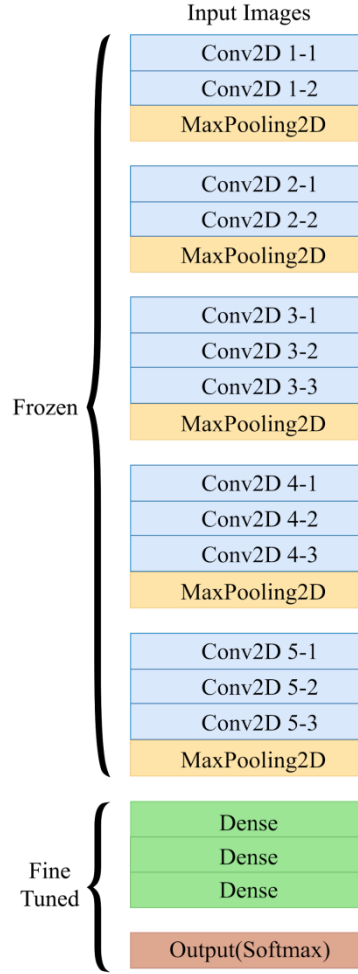 Input Images
Conv2D 1-1
Conv2D 1-2
MaxPooling2D
Conv2D 2-1
Conv2D 2-2
MaxPooling2D
Conv2D 3-1
Conv2D 3-2
Conv2D 3-3
MaxPooling2D
Frozen
Conv2D 4-1
Conv2D 4-2
Conv2D 4-3
MaxPooling2D
Conv2D 5-1
Conv2D 5-2
Conv2D 5-3
MaxPooling2D
Dense
Dense
Dense
Fine
Tuned
Output(Softmax)